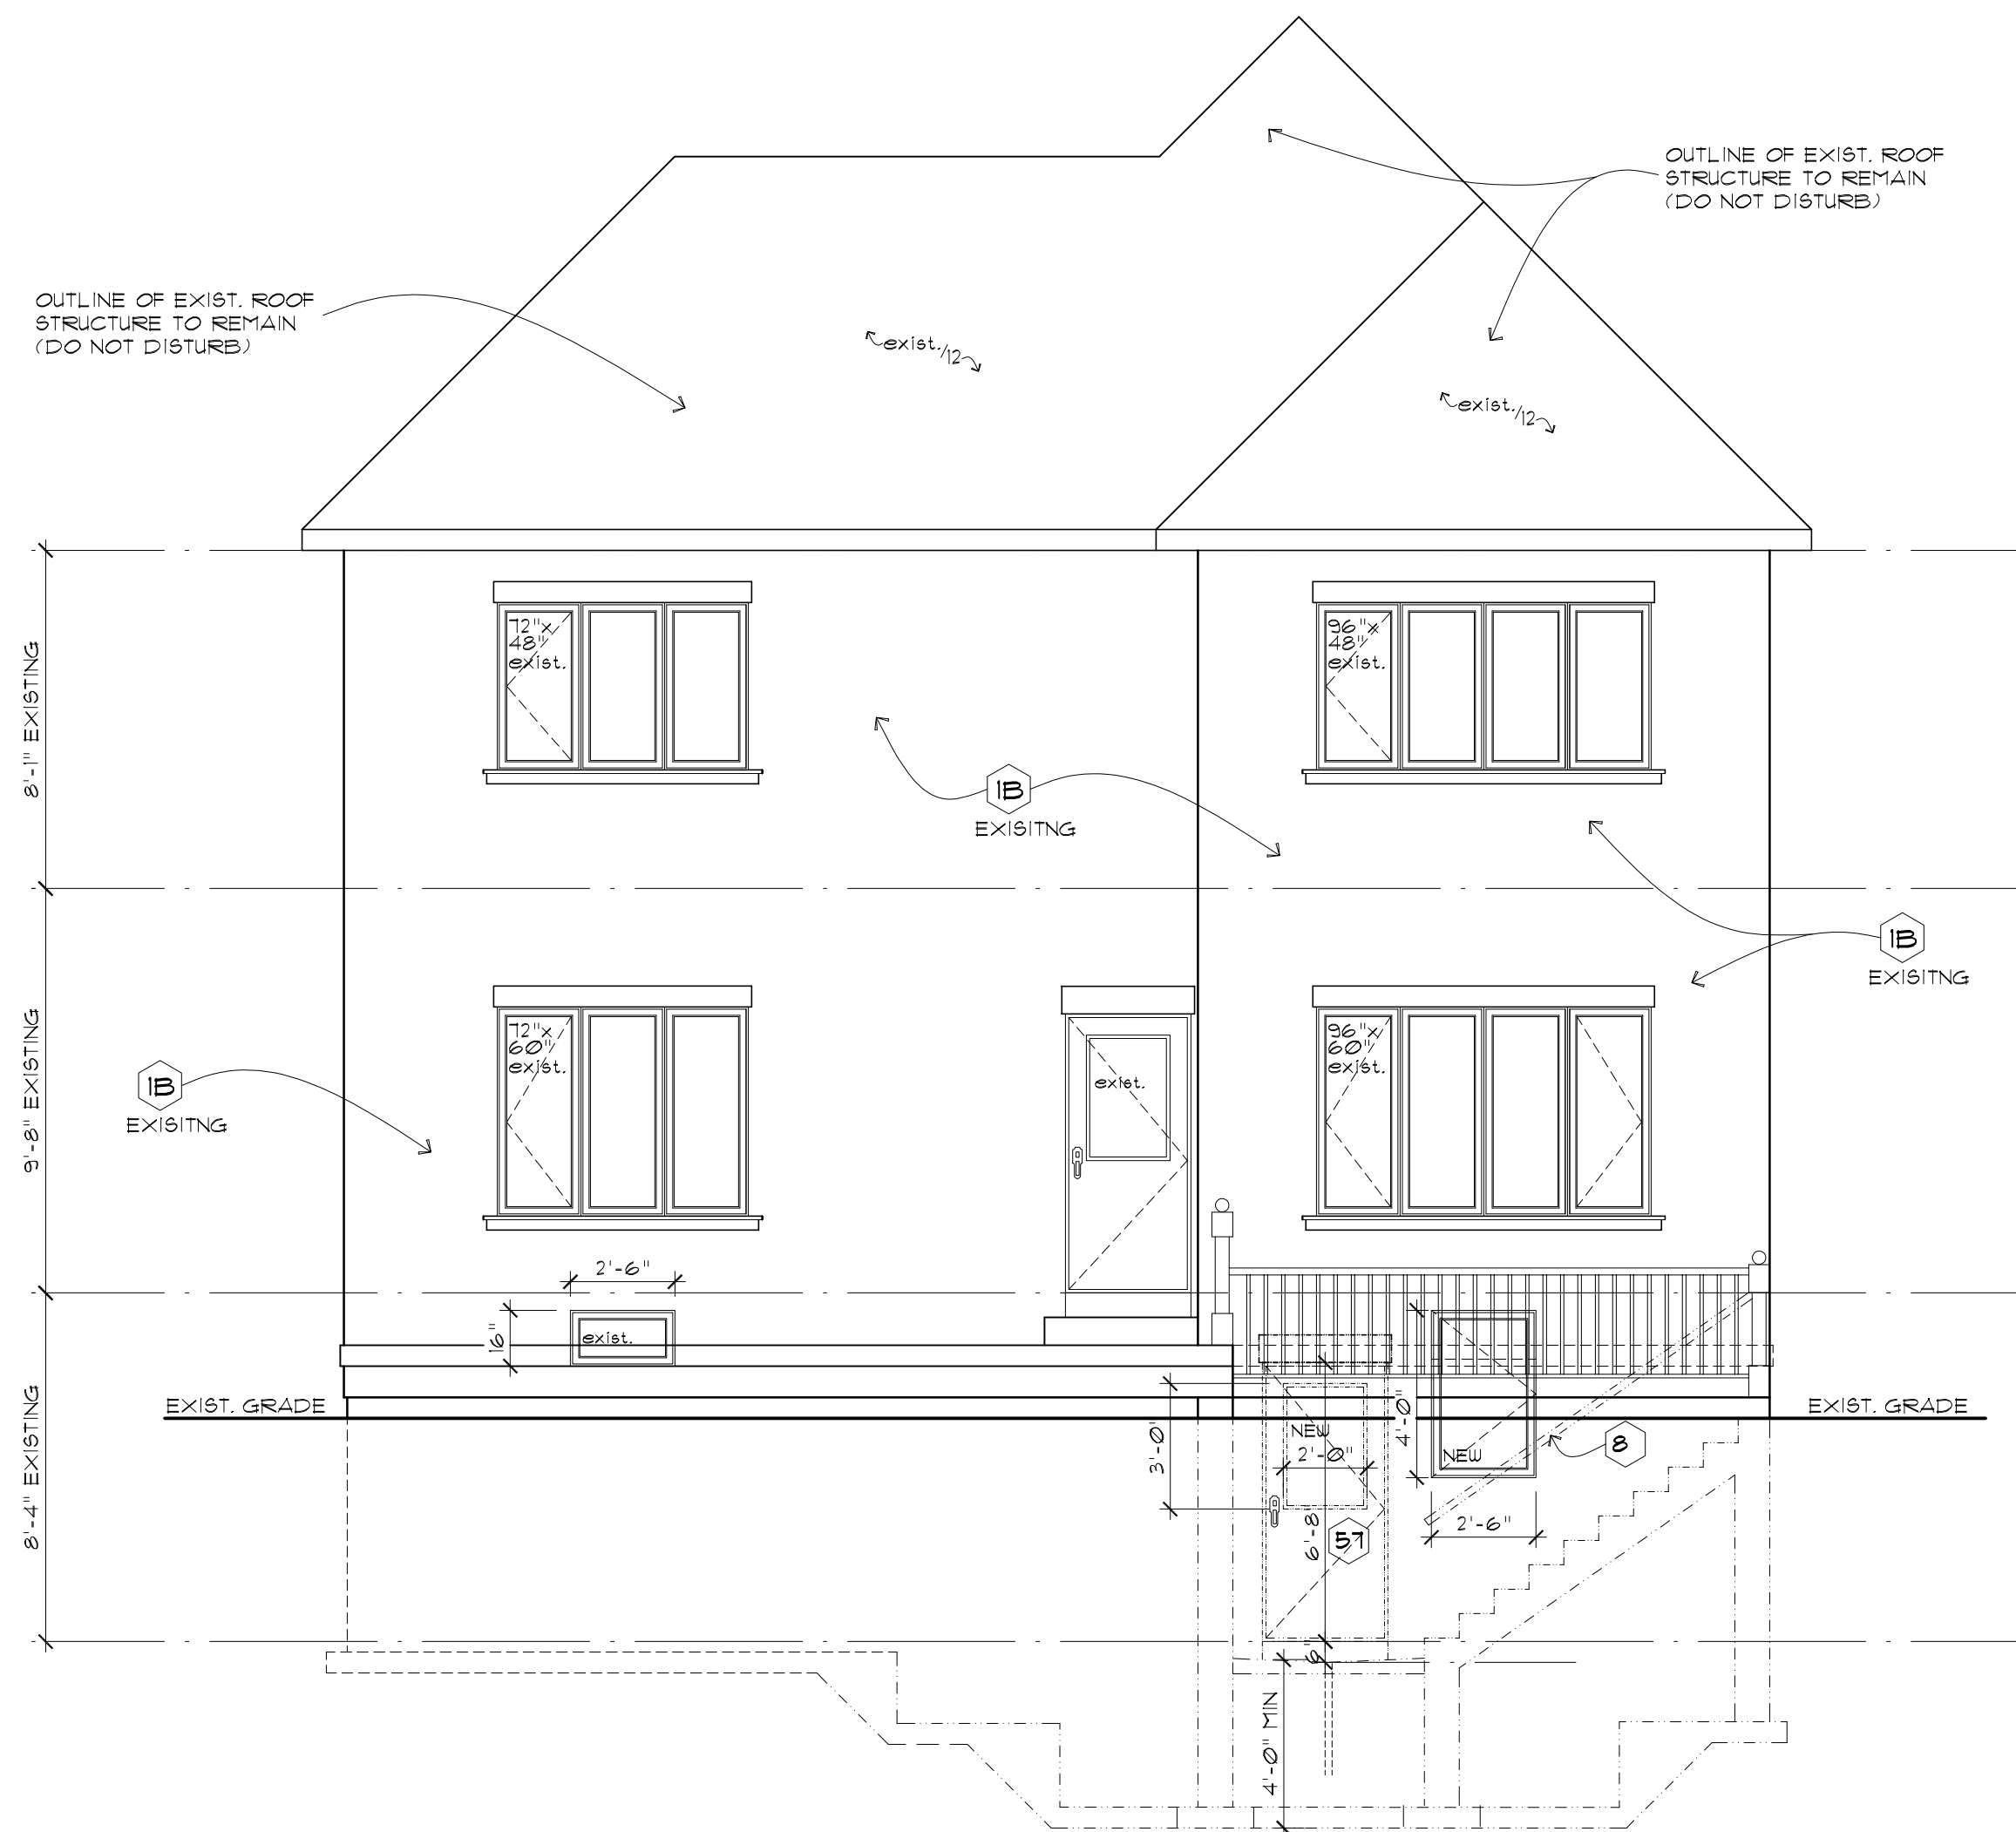 OUTLINE OF EXIST. ROOF
STRUCTURE TO REMAIN
(DO NOT DISTURB)
OUTLINE OF EXIST. ROOF
STRUCTURE TO REMAIN
(DO NOT DISTURB)
exist./12
exist./12
8'-1" EXISTING
72"x
48"
exist.
96"x
48"
exist.
1B
EXISITNG
1B
EXISITNG
9'-8" EXISTING
72"x
60"
exist.
exist.
96"x
60"
exist.
1B
EXISITNG
2'-6"
16"
exist.
8'-4" EXISTING
EXIST. GRADE
EXIST. GRADE
3'-0"
NEW
2'-0"
4'-0"
NEW
8
2'-6"
6'-8"
57
6"
4'-0" MIN